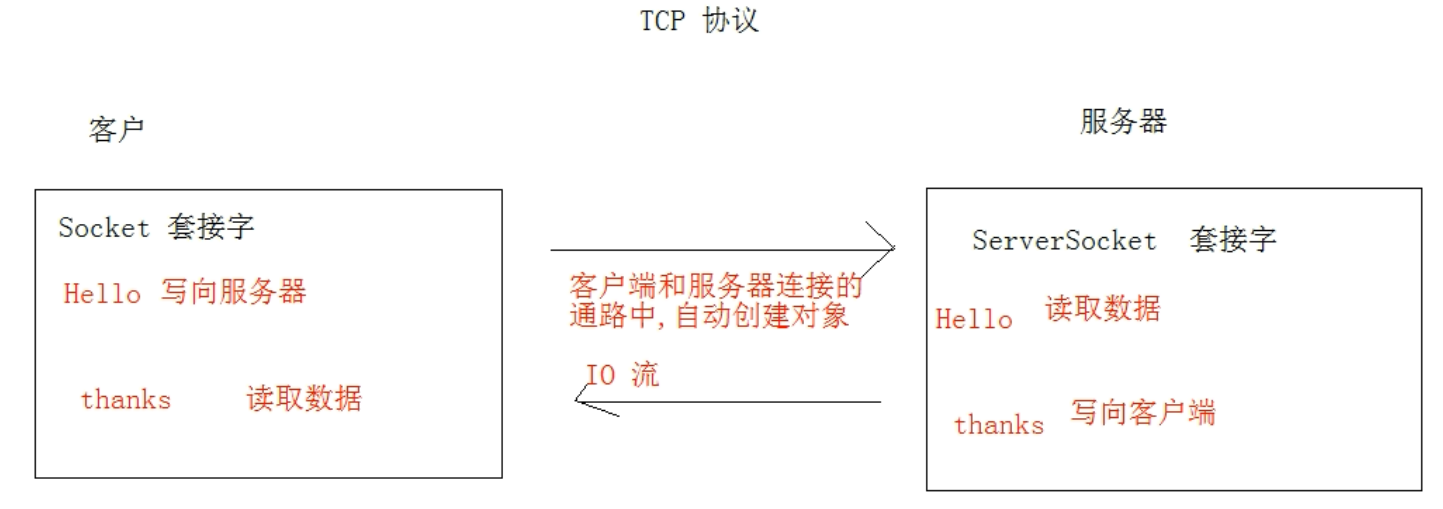 TCP 协议
客户
服务器
Socket 套接字
Hello 写向服务器
thanks 读取数据
客户端和服务器连接的
通路中,自动创建对象
IO 流
ServerSocket 套接字
Hello 读取数据
thanks 写向客户端